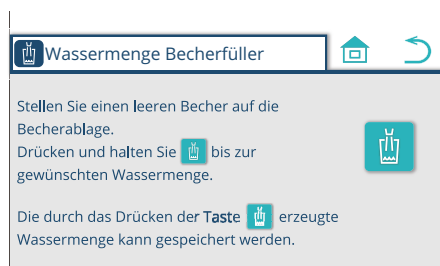 Wassermenge Becherfüller
Stellen Sie einen leeren Becher auf die
Becherablage.
Drücken und halten Sie bis zur
gewünschten Wassermenge.
Die durch das Drücken der Taste erzeugte
Wassermenge kann gespeichert werden.